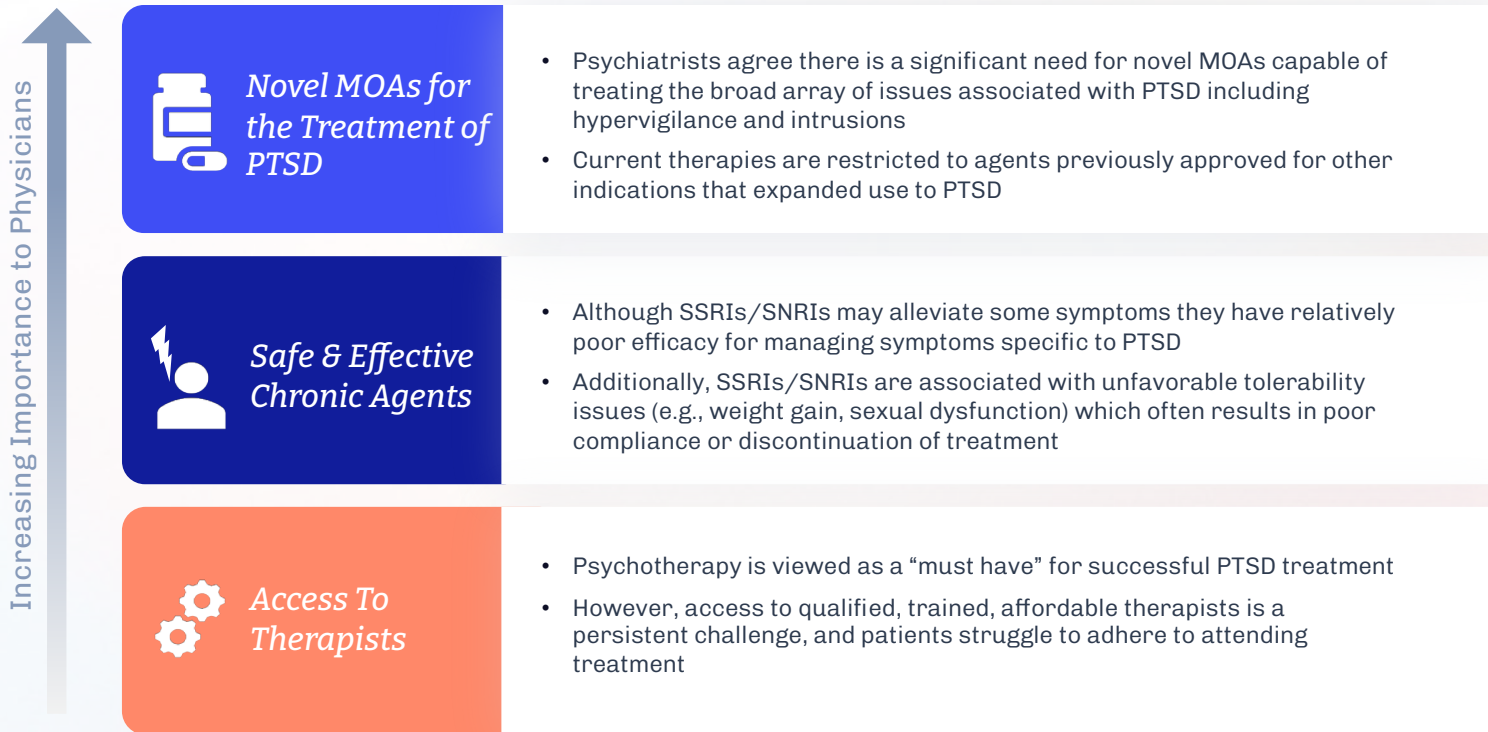 Increasing Importance to Physicians
Novel MOAs for
the Treatment of
PTSD
• Psychiatrists agree there is a significant need for novel MOAs capable of
treating the broad array of issues associated with PTSD including
hypervigilance and intrusions
• Current therapies are restricted to agents previously approved for other
indications that expanded use to PTSD
Safe & Effective
Chronic Agents
• Although SSRIs/SNRIs may alleviate some symptoms they have relatively
poor efficacy for managing symptoms specific to PTSD
• Additionally, SSRIs/SNRIs are associated with unfavorable tolerability
issues (e.g., weight gain, sexual dysfunction) which often results in poor
compliance or discontinuation of treatment
Access To
Therapists
• Psychotherapy is viewed as a “must have” for successful PTSD treatment
• However, access to qualified, trained, affordable therapists is a
persistent challenge, and patients struggle to adhere to attending
treatment